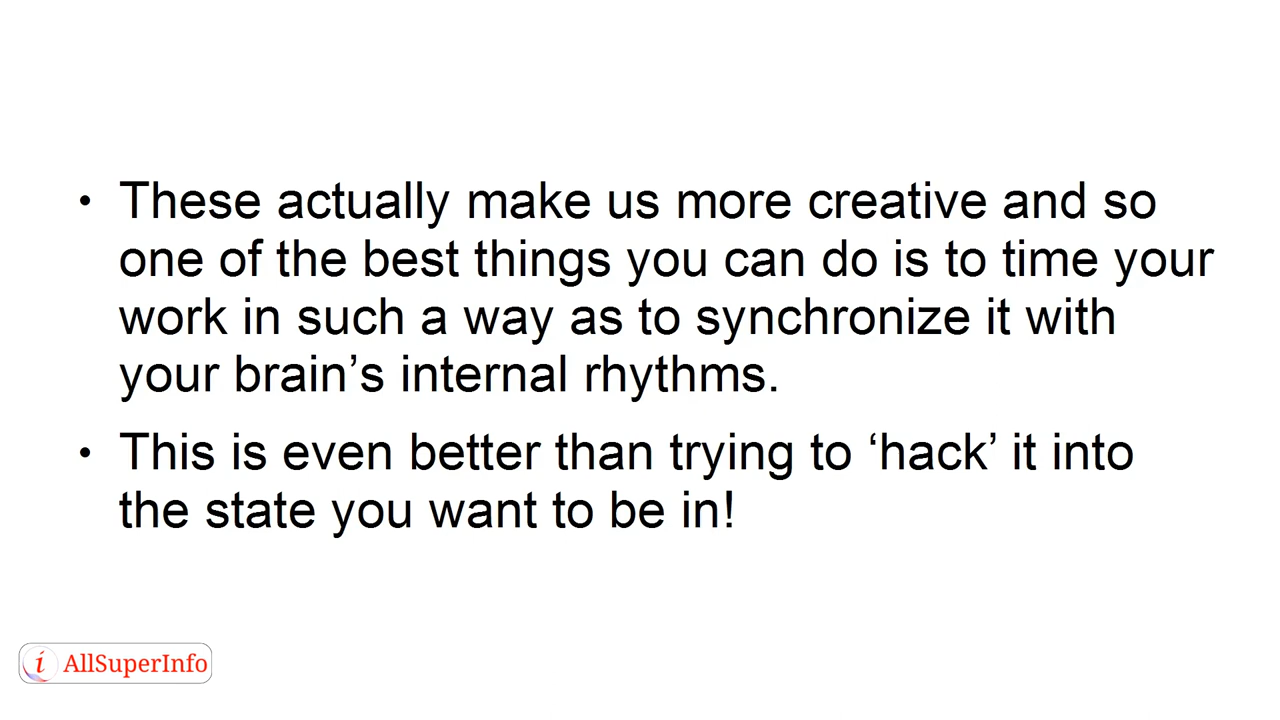 • These actually make us more creative and so
one of the best things you can do is to time your
work in such a way as to synchronize it with
your brain’s internal rhythms.
• This is even better than trying to ‘hack’ it into
the state you want to be in!
i AllSuperInfo